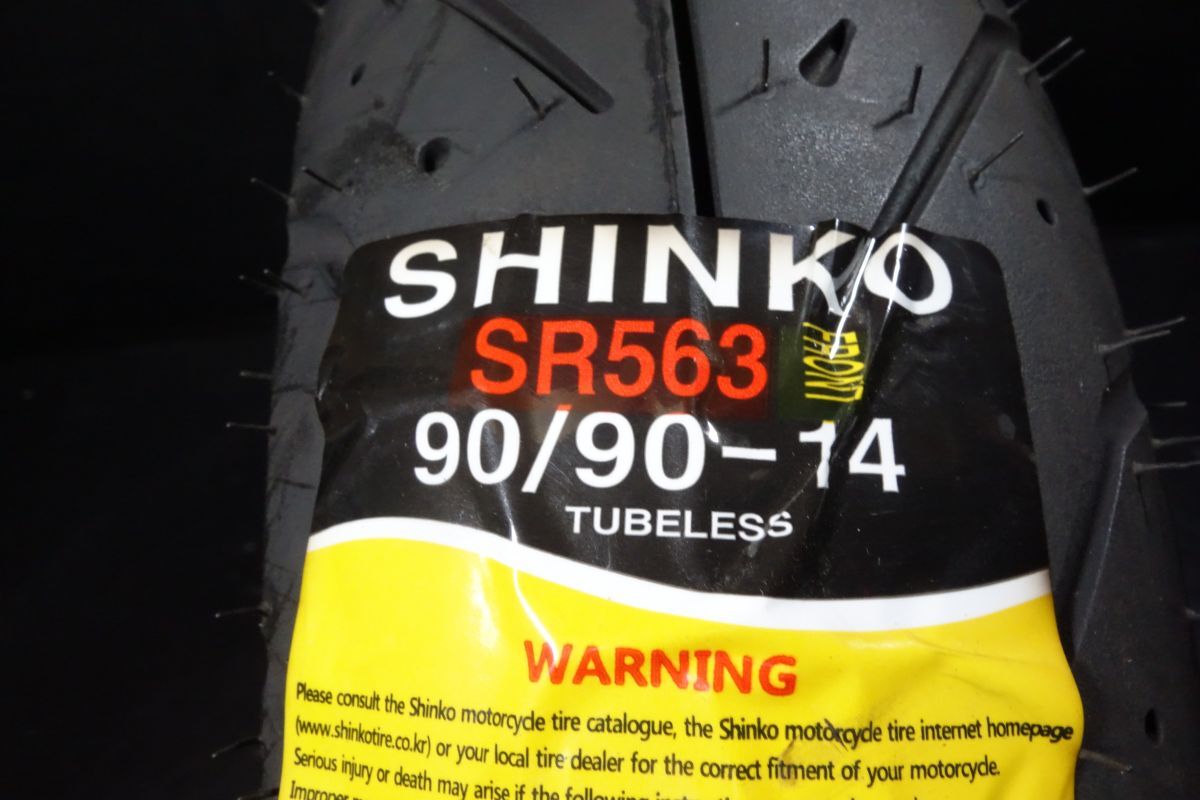 SHINKO
SR563 FRONT
90/90-14
TUBELESS
WARNING
Please consult the Shinko motorcycle tire catalogue, the Shinko motorcycle tire internet homepage
(www.shinkotire.co.kr) or your local tire dealer for the correct fitment of your motorcycle.
Serious injury or death may arise if the following
Improper